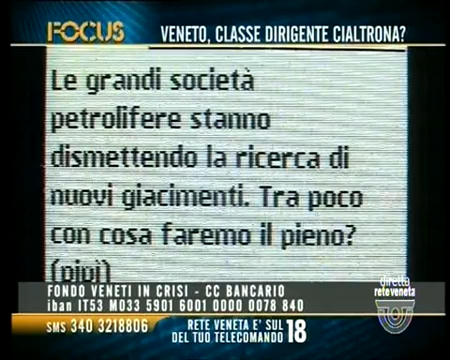 FOCUS
VENETO, CLASSE DIRIGENTE CIALTRONA?
Le grandi società
petrolifere stanno
dismettendo la ricerca di
nuovi giacimenti. Tra poco
con cosa faremo il pieno?
(pipì)
FONDO VENETI IN CRISI - CC BANCARIO
iban IT53 M033 5901 6001 0000 0078 840
diretta
reteveneta
SMS 340 3218806
RETE VENETA E' SUL
DEL TUO TELECOMANDO
18